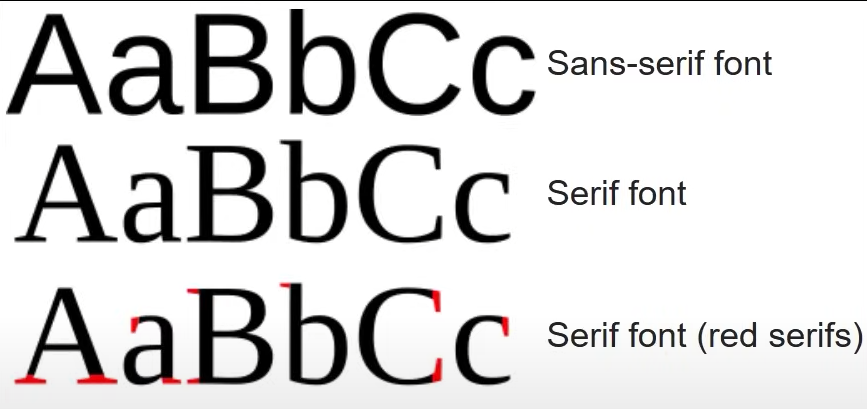 AaBbCc Sans-serif font
AaBbCc Serif font
AaBbCc Serif font (red serifs)